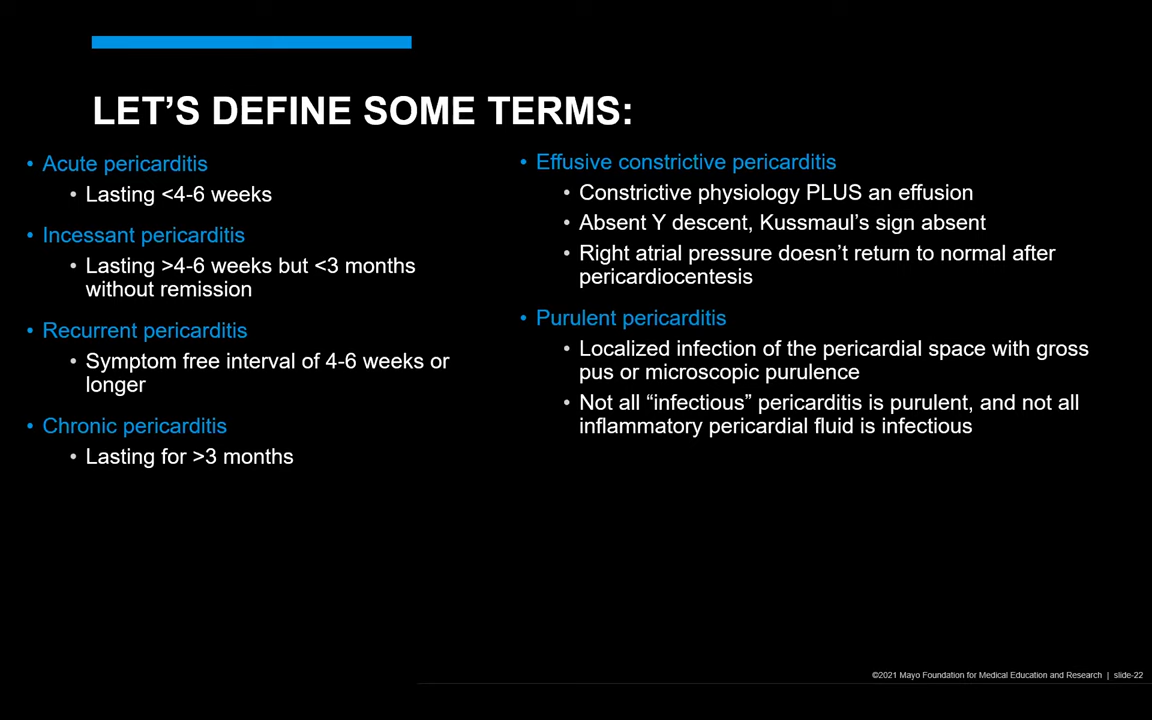 LET’S DEFINE SOME TERMS:
• Acute pericarditis
• Lasting <4-6 weeks
• Incessant pericarditis
• Lasting >4-6 weeks but <3 months
without remission
• Recurrent pericarditis
• Symptom free interval of 4-6 weeks or
longer
• Chronic pericarditis
• Lasting for >3 months
• Effusive constrictive pericarditis
• Constrictive physiology PLUS an effusion
• Absent Y descent, Kussmaul’s sign absent
• Right atrial pressure doesn’t return to normal after
pericardiocentesis
• Purulent pericarditis
• Localized infection of the pericardial space with gross
pus or microscopic purulence
• Not all “infectious” pericarditis is purulent, and not all
inflammatory pericardial fluid is infectious
©2021 Mayo Foundation for Medical Education and Research | slide-22